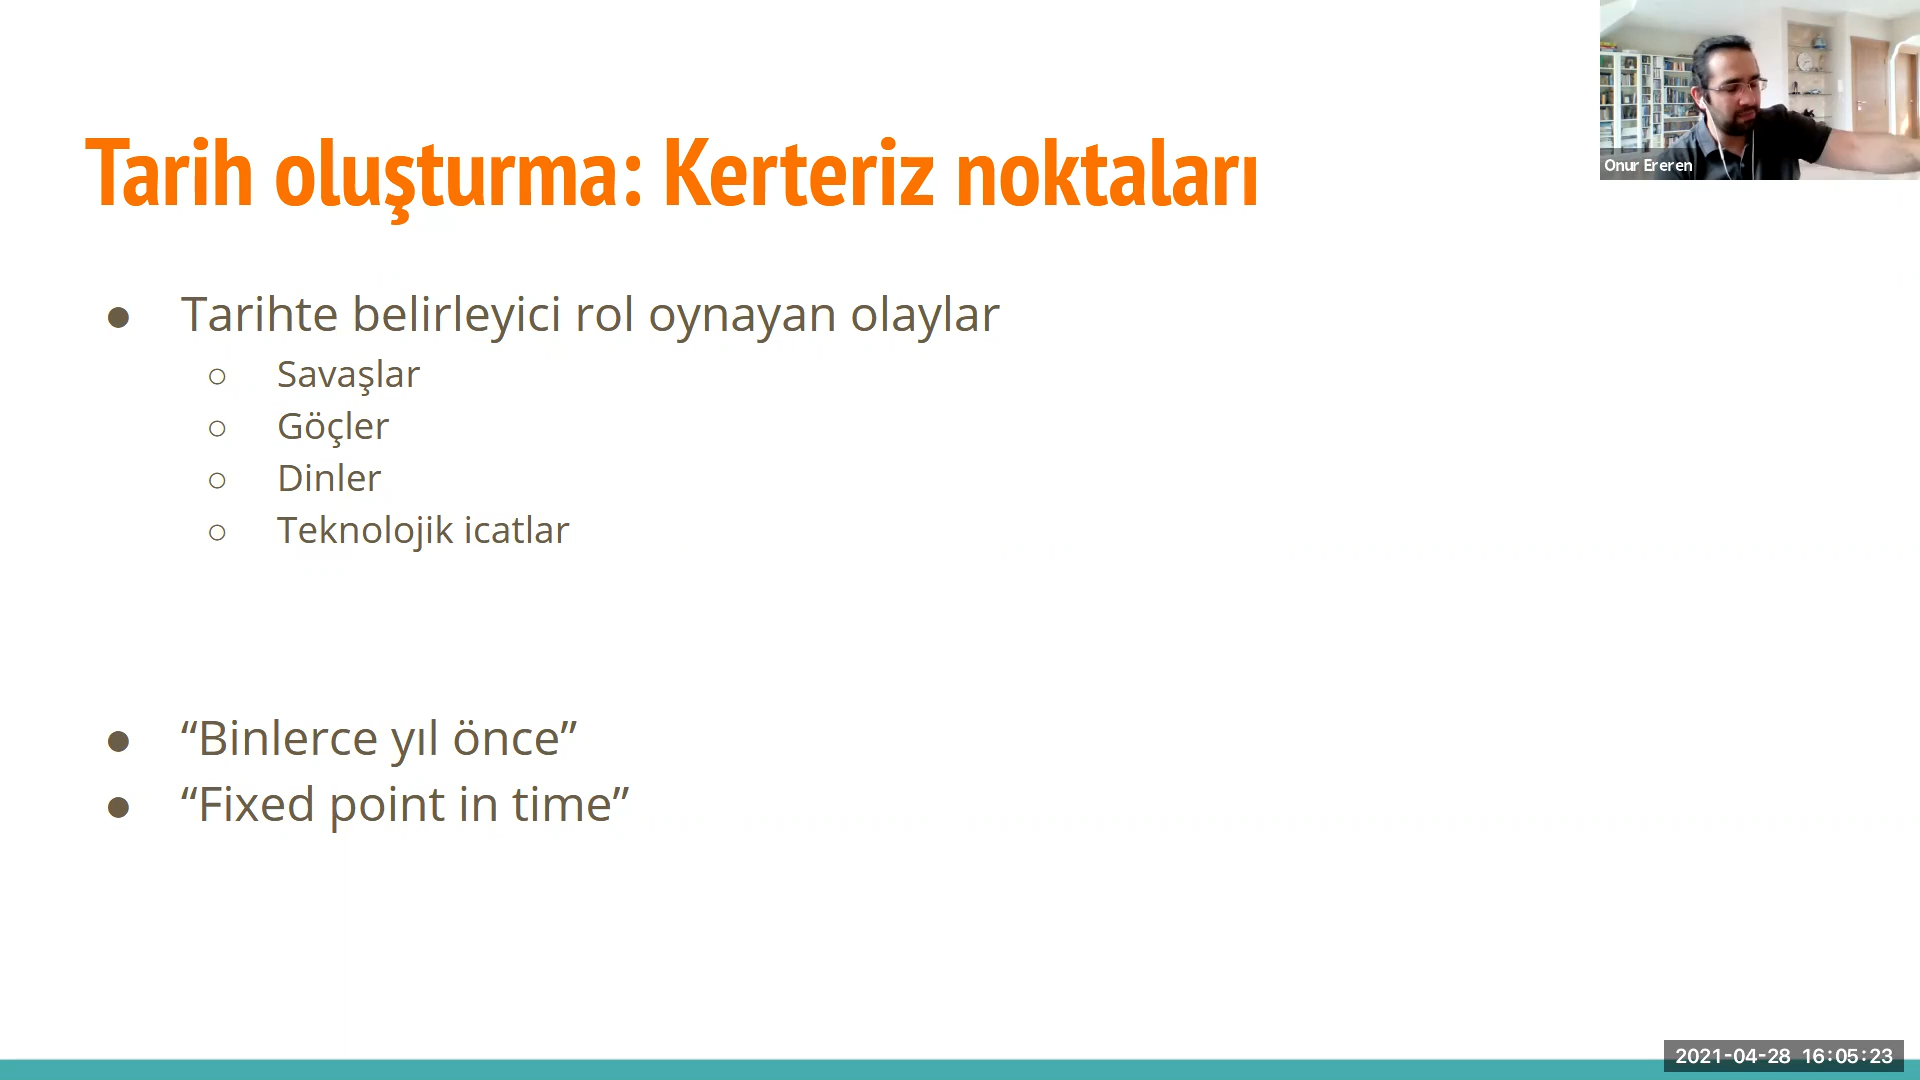 Tarih oluşturma: Kerteriz noktaları
Onur Ereren
● Tarihte belirleyici rol oynayan olaylar
○ Savaşlar
○ Göçler
○ Dinler
○ Teknolojik icatlar
● “Binlerce yıl önce”
● “Fixed point in time”
2021-04-28 16:05:23